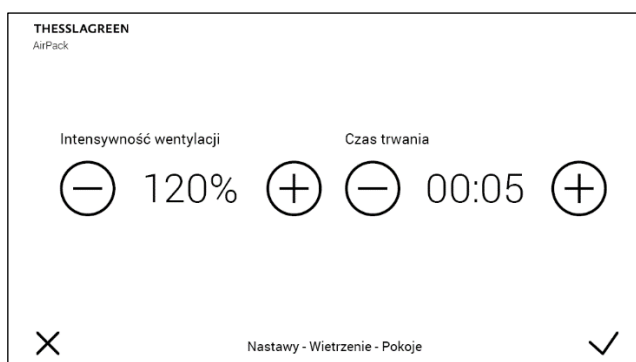 THESSLAGREEN
AirPack
Intensywność wentylacji
Czas trwania
120%
00:05
Nastawy - Wietrzenie - Pokoje